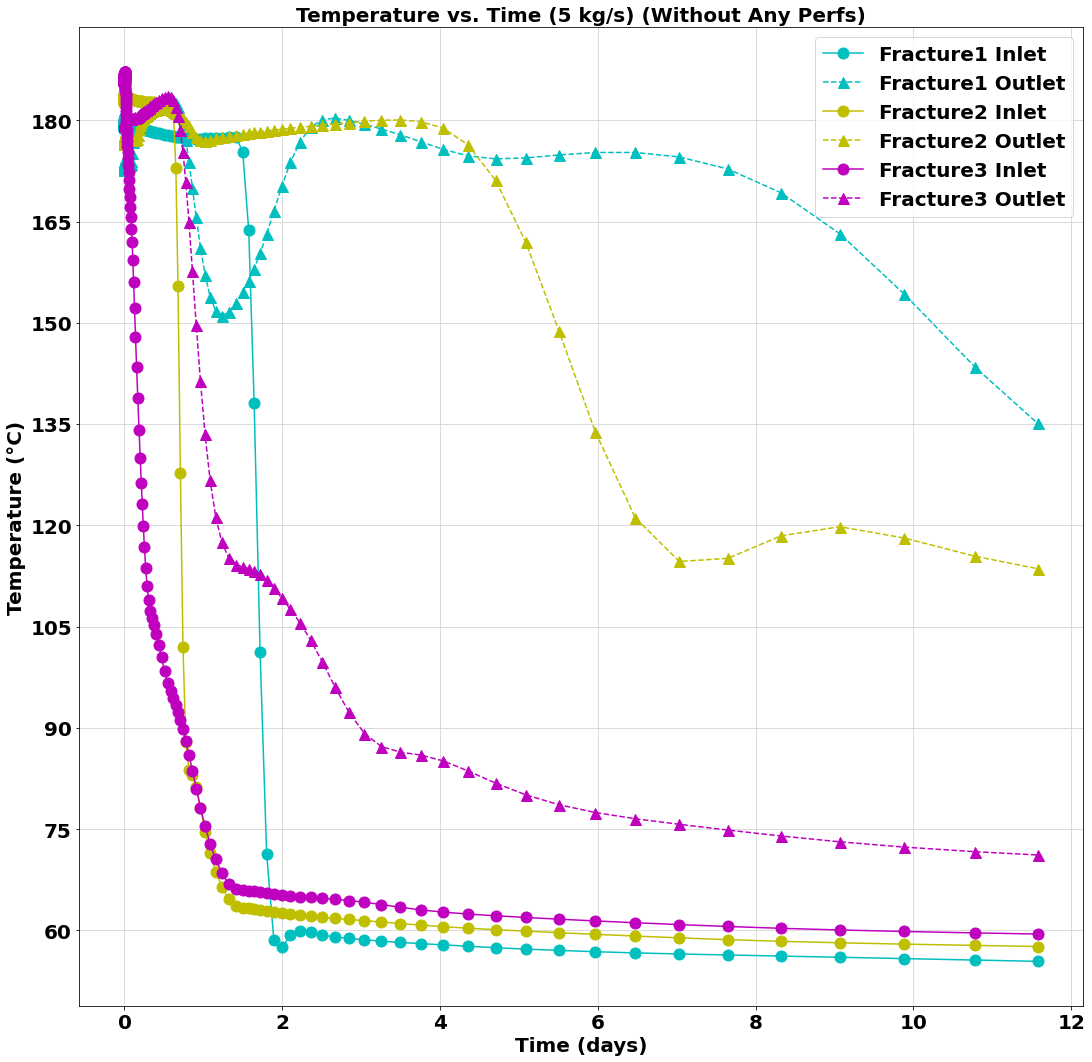 Temperature vs. Time (5 kg/s) (Without Any Perfs)
Fracture1 Inlet
Fracture1 Outlet
Fracture2 Inlet
Fracture2 Outlet
Fracture3 Inlet
Fracture3 Outlet
Temperature (°C)
180
165
150
135
120
105
90
75
60
0 2 4 6 8 10 12
Time (days)